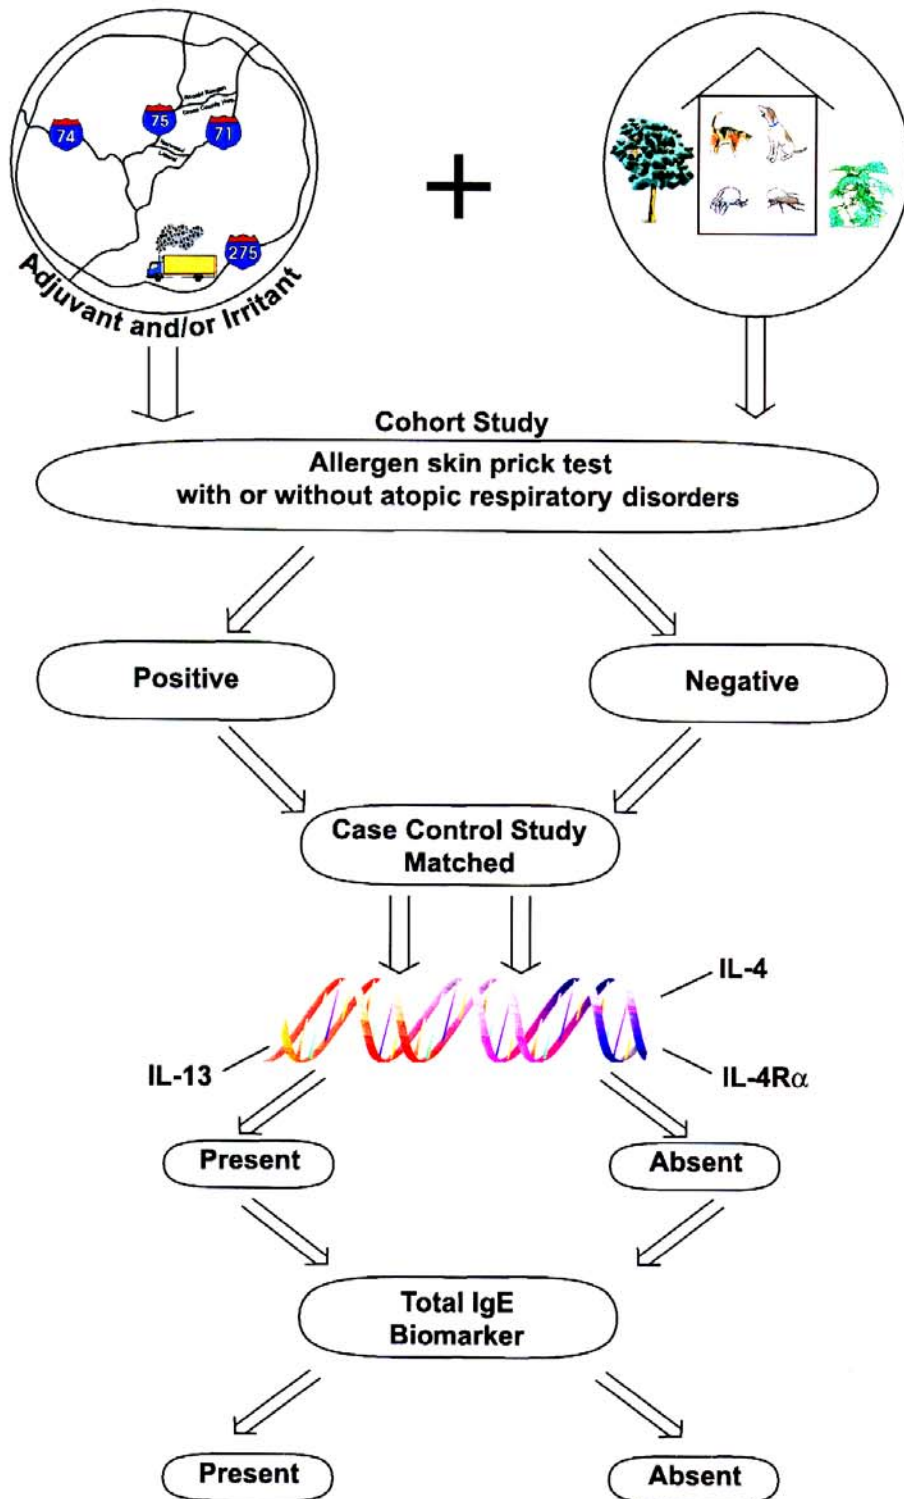 75
74
71
275
Adjuvant and/or Irritant
+
Cohort Study
Allergen skin prick test
with or without atopic respiratory disorders
Positive
Negative
Case Control Study
Matched
IL-4
IL-13
IL-4Rα
Present
Absent
Total IgE
Biomarker
Present
Absent